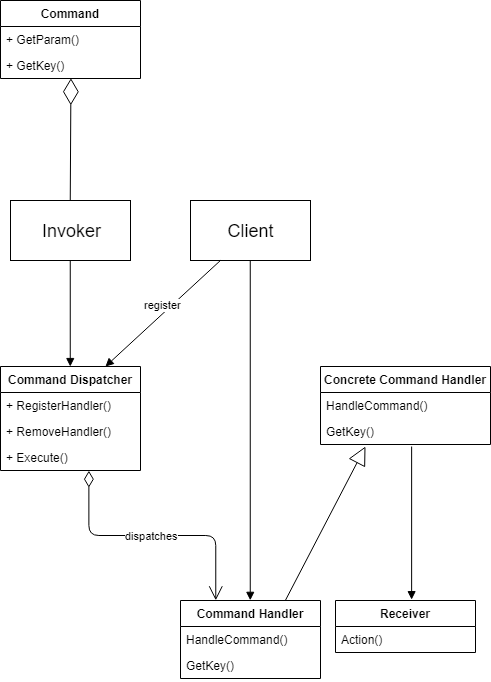 Command
+ GetParam()
+ GetKey()
Invoker
Client
register
Command Dispatcher
+ RegisterHandler()
+ RemoveHandler()
+ Execute()
Concrete Command Handler
HandleCommand()
GetKey()
dispatches
Command Handler
HandleCommand()
GetKey()
Receiver
Action()